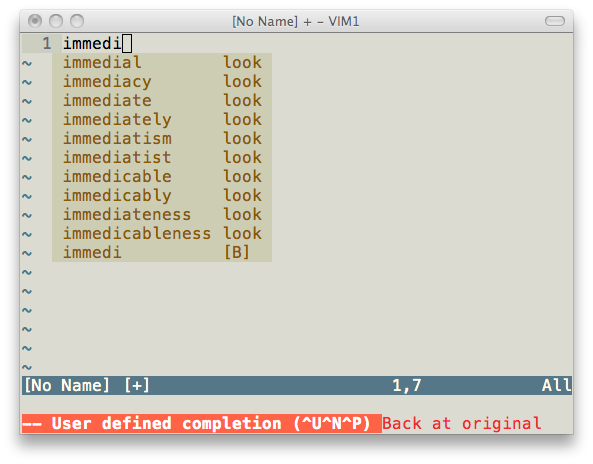 [No Name] + – VIM1
1 immedi
~ immedial look
~ immediacy look
~ immediate look
~ immediately look
~ immediatism look
~ immediatist look
~ immedicable look
~ immedicably look
~ immediateness look
~ immedicableness look
~ immedi [B]
~
~
~
~
~
~
[No Name] [+] 1,7 All
-- User defined completion (^U^N^P) Back at original